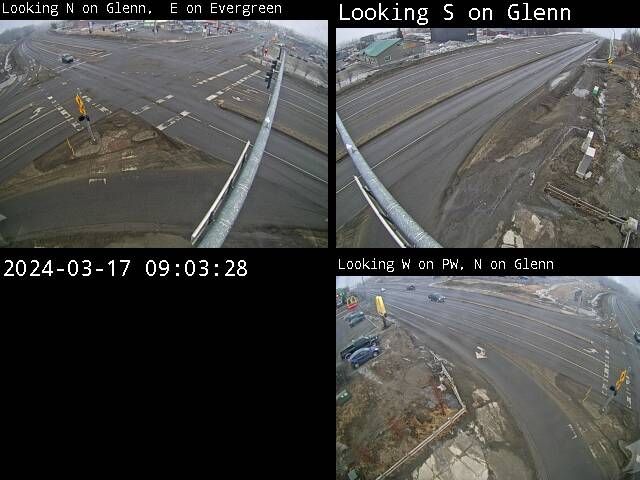 Looking N on Glenn,  E on Evergreen
Looking S on Glenn
2024-03-17 09:03:28
Looking W on PW, N on Glenn